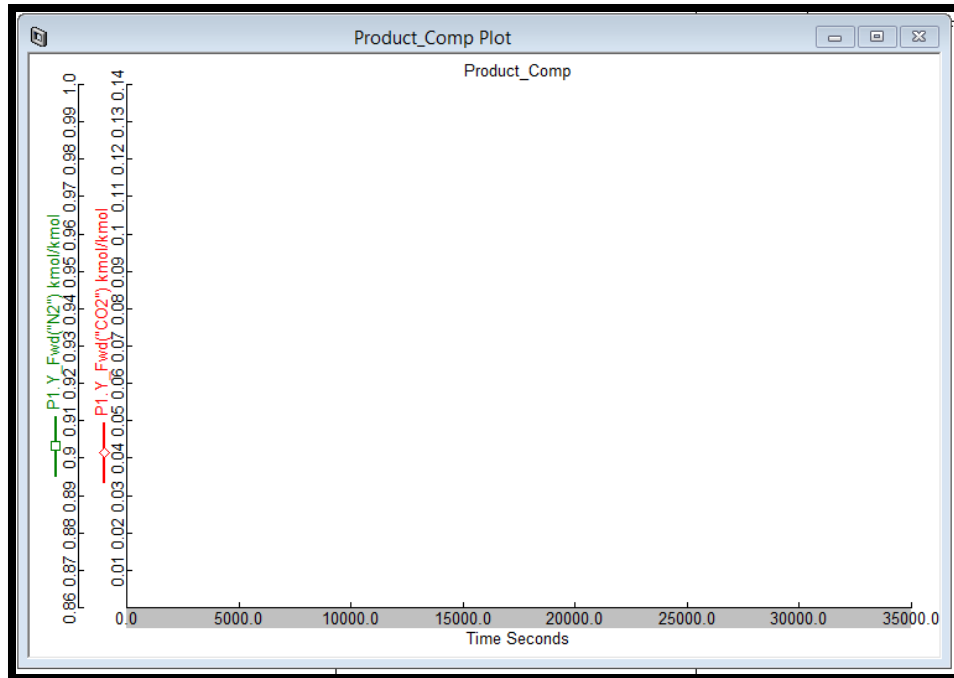 Product_Comp Plot
Product_Comp
P1.Y_Fwd("N2") kmol/kmol
0.86 0.87 0.88 0.89 0.9 0.91 0.92 0.93 0.94 0.95 0.96 0.97 0.98 0.99 1.0
P1.Y_Fwd("CO2") kmol/kmol
0.01 0.02 0.03 0.04 0.05 0.06 0.07 0.08 0.09 0.1 0.11 0.12 0.13 0.14
0.0 5000.0 10000.0 15000.0 20000.0 25000.0 30000.0 35000.0
Time Seconds